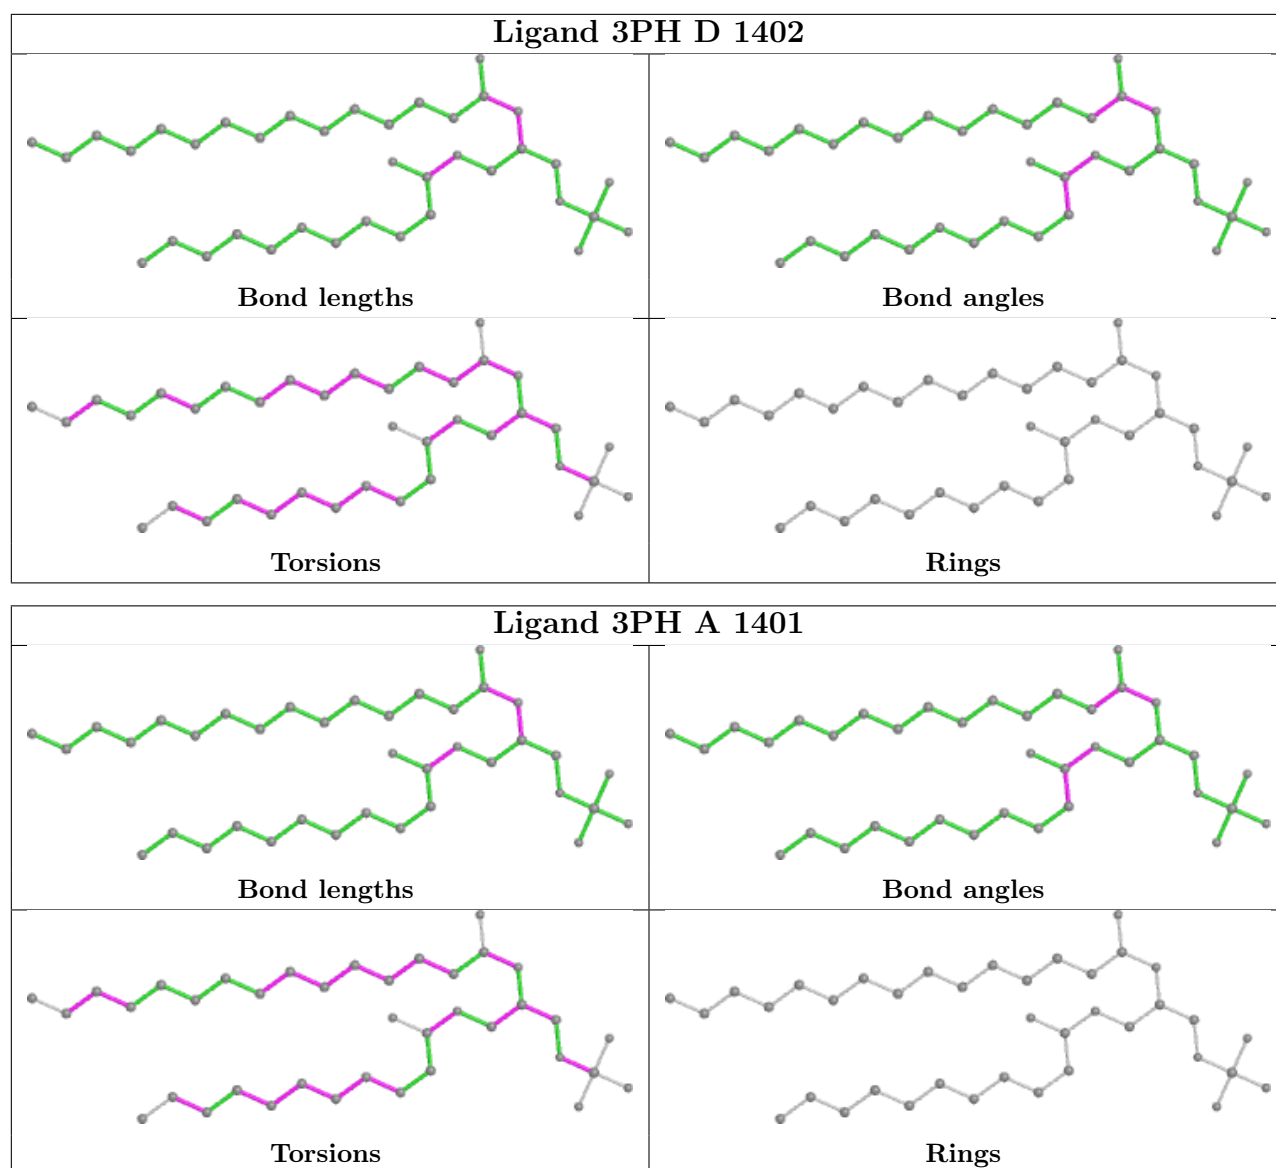 Ligand 3PH D 1402
Bond lengths
Bond angles
Torsions
Rings
Ligand 3PH A 1401
Bond lengths
Bond angles
Torsions
Rings